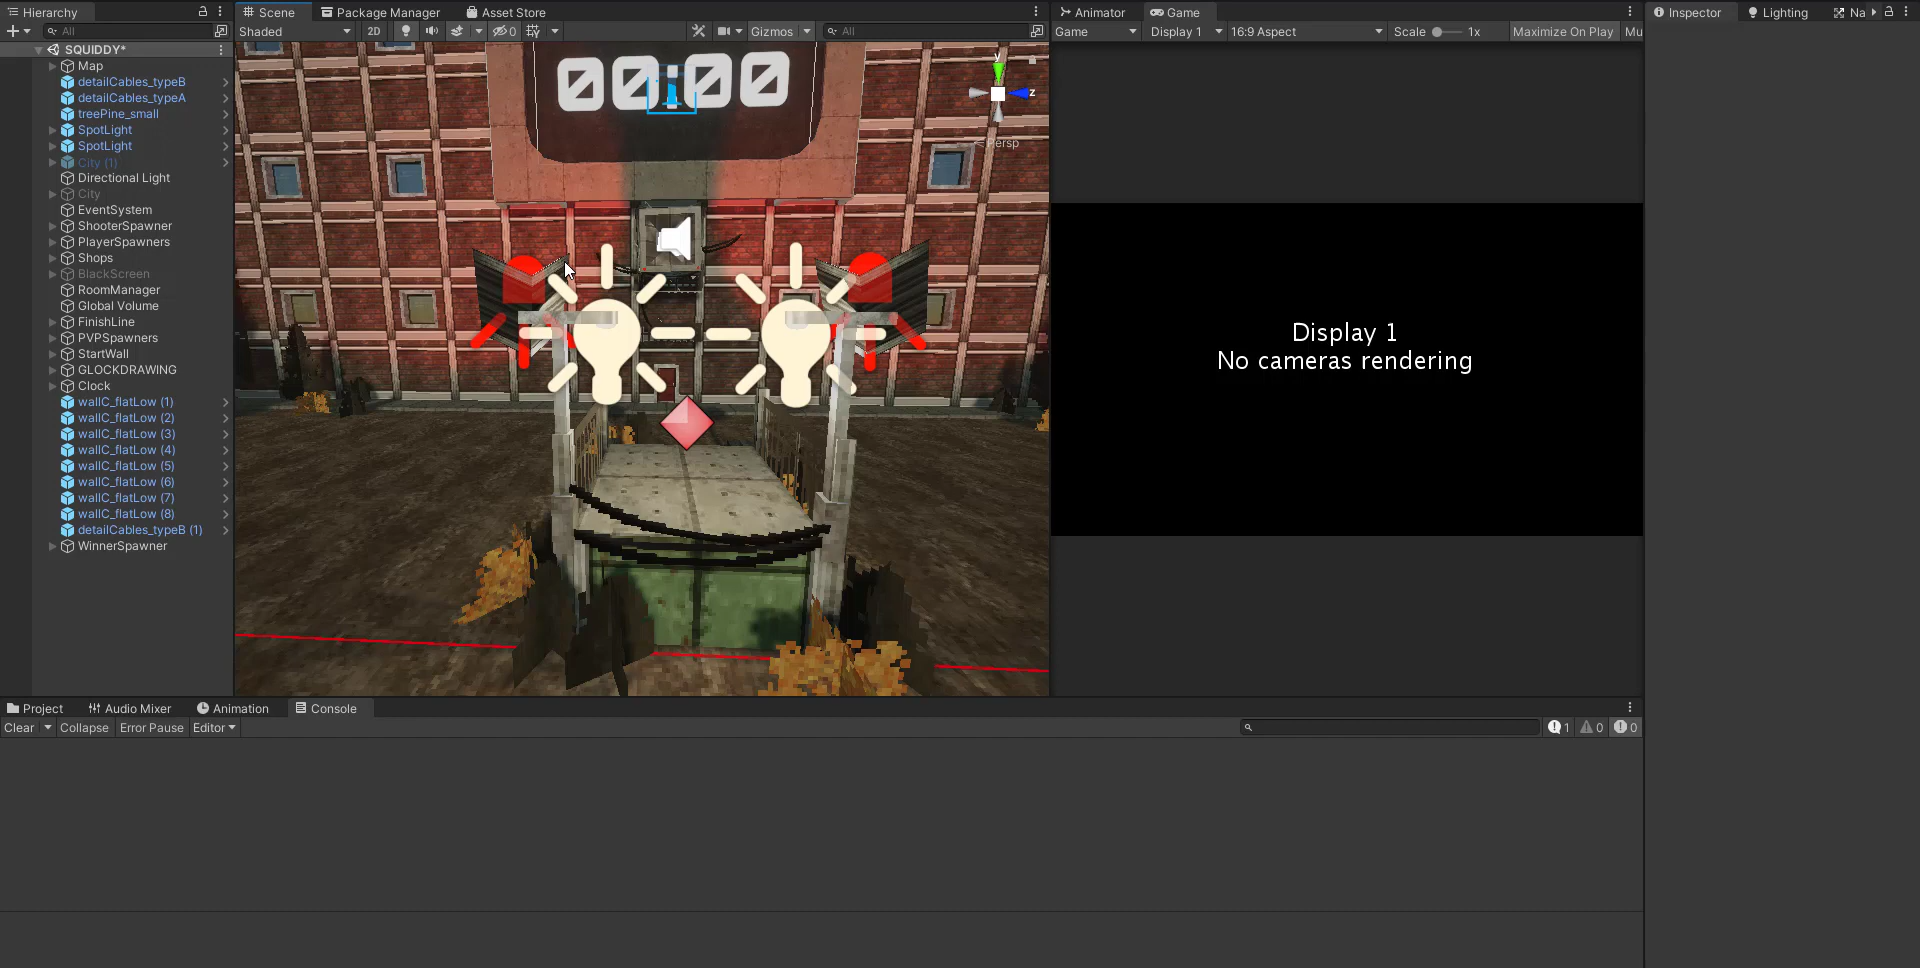 Hierarchy
All
SQUIDDY*
Map
detailCables_typeB
detailCables_typeA
treePine_small
SpotLight
SpotLight
City (1)
Directional Light
City
EventSystem
ShooterSpawner
PlayerSpawners
Shops
BlackScreen
RoomManager
Global Volume
FinishLine
PVPSpawners
StartWall
GLOCKDRAWING
Clock
wallC_flatLow (1)
wallC_flatLow (2)
wallC_flatLow (3)
wallC_flatLow (4)
wallC_flatLow (5)
wallC_flatLow (6)
wallC_flatLow (7)
wallC_flatLow (8)
detailCables_typeB (1)
WinnerSpawner
Scene Package Manager Asset Store
Shaded 2D 0 Gizmos All
00:00
y
z
Persp
Animator Game
Game Display 1 16:9 Aspect Scale 1x Maximize On Play Mu
Display 1
No cameras rendering
Inspector Lighting Na
Project Audio Mixer Animation Console
Clear Collapse Error Pause Editor 1 0 0